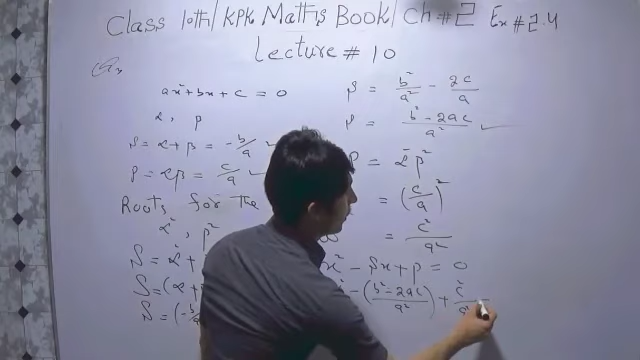 Class 10th/KPK Maths Book/Ch#2 Ex#2.4
Lecture # 10
ax²+bx+c = 0
α, β
S = α+β = -b/a ✓
P = αβ = c/a ✓
Roots for the
α², β²
S = α² +
S = (α+
S = (-b/a
S = b²/a² - 2c/a
S = b²-2ac/a² ✓
P = α²β²
= (c/a)²
= c²/a²
x² - Sx + P = 0
- (b²-2ac/a²) + c²/a²